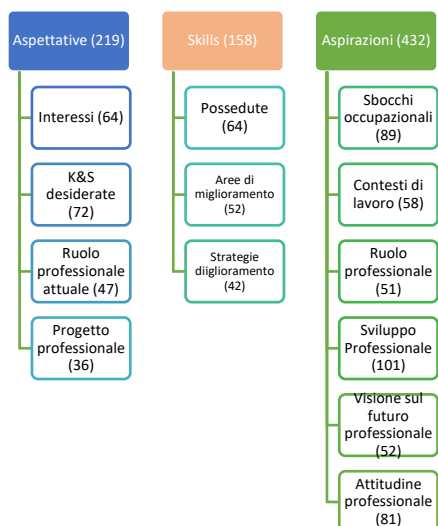 Aspettative (219)
Interessi (64)
K&S
desiderate
(72)
Ruolo
professionale
attuale (47)
Progetto
professionale
(36)
Skills (158)
Possedute
(64)
Aree di
miglioramento
(52)
Strategie
diiglioramento
(42)
Aspirazioni (432)
Sbocchi
occupazionali
(89)
Contesti di
lavoro (58)
Ruolo
professionale
(51)
Sviluppo
Professionale
(101)
Visione sul
futuro
professionale
(52)
Attitudine
professionale
(81)